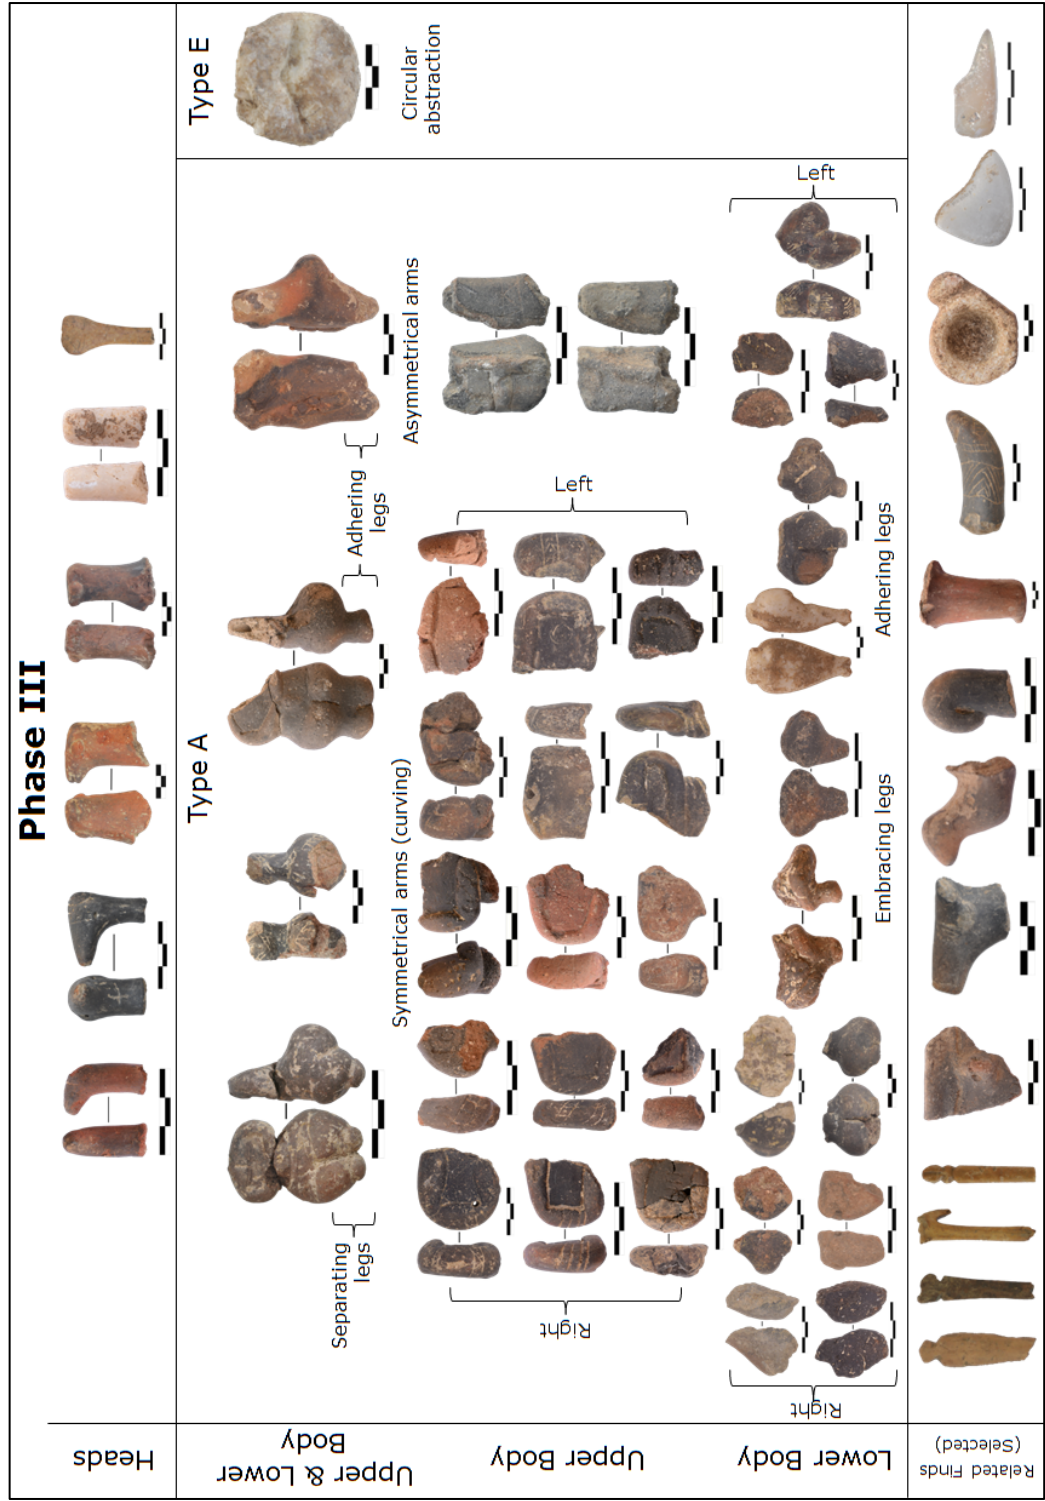 Phase III
Heads
Type A
Type E
Circular
abstraction
Upper & Lower
Body
Separating
legs
Adhering
legs
Asymmetrical arms
Upper Body
Symmetrical arms (curving)
Right
Left
Lower Body
Right
Embracing legs
Adhering legs
Left
Related Finds
(Selected)